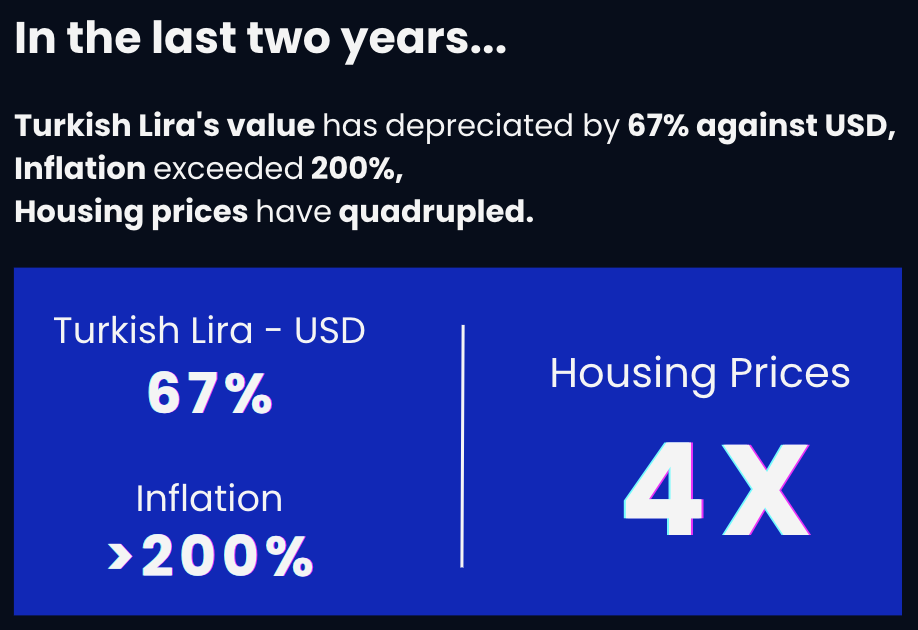 In the last two years...
Turkish Lira's value has depreciated by 67% against USD,
Inflation exceeded 200%,
Housing prices have quadrupled.
Turkish Lira - USD
67%
Inflation
>200%
Housing Prices
4X